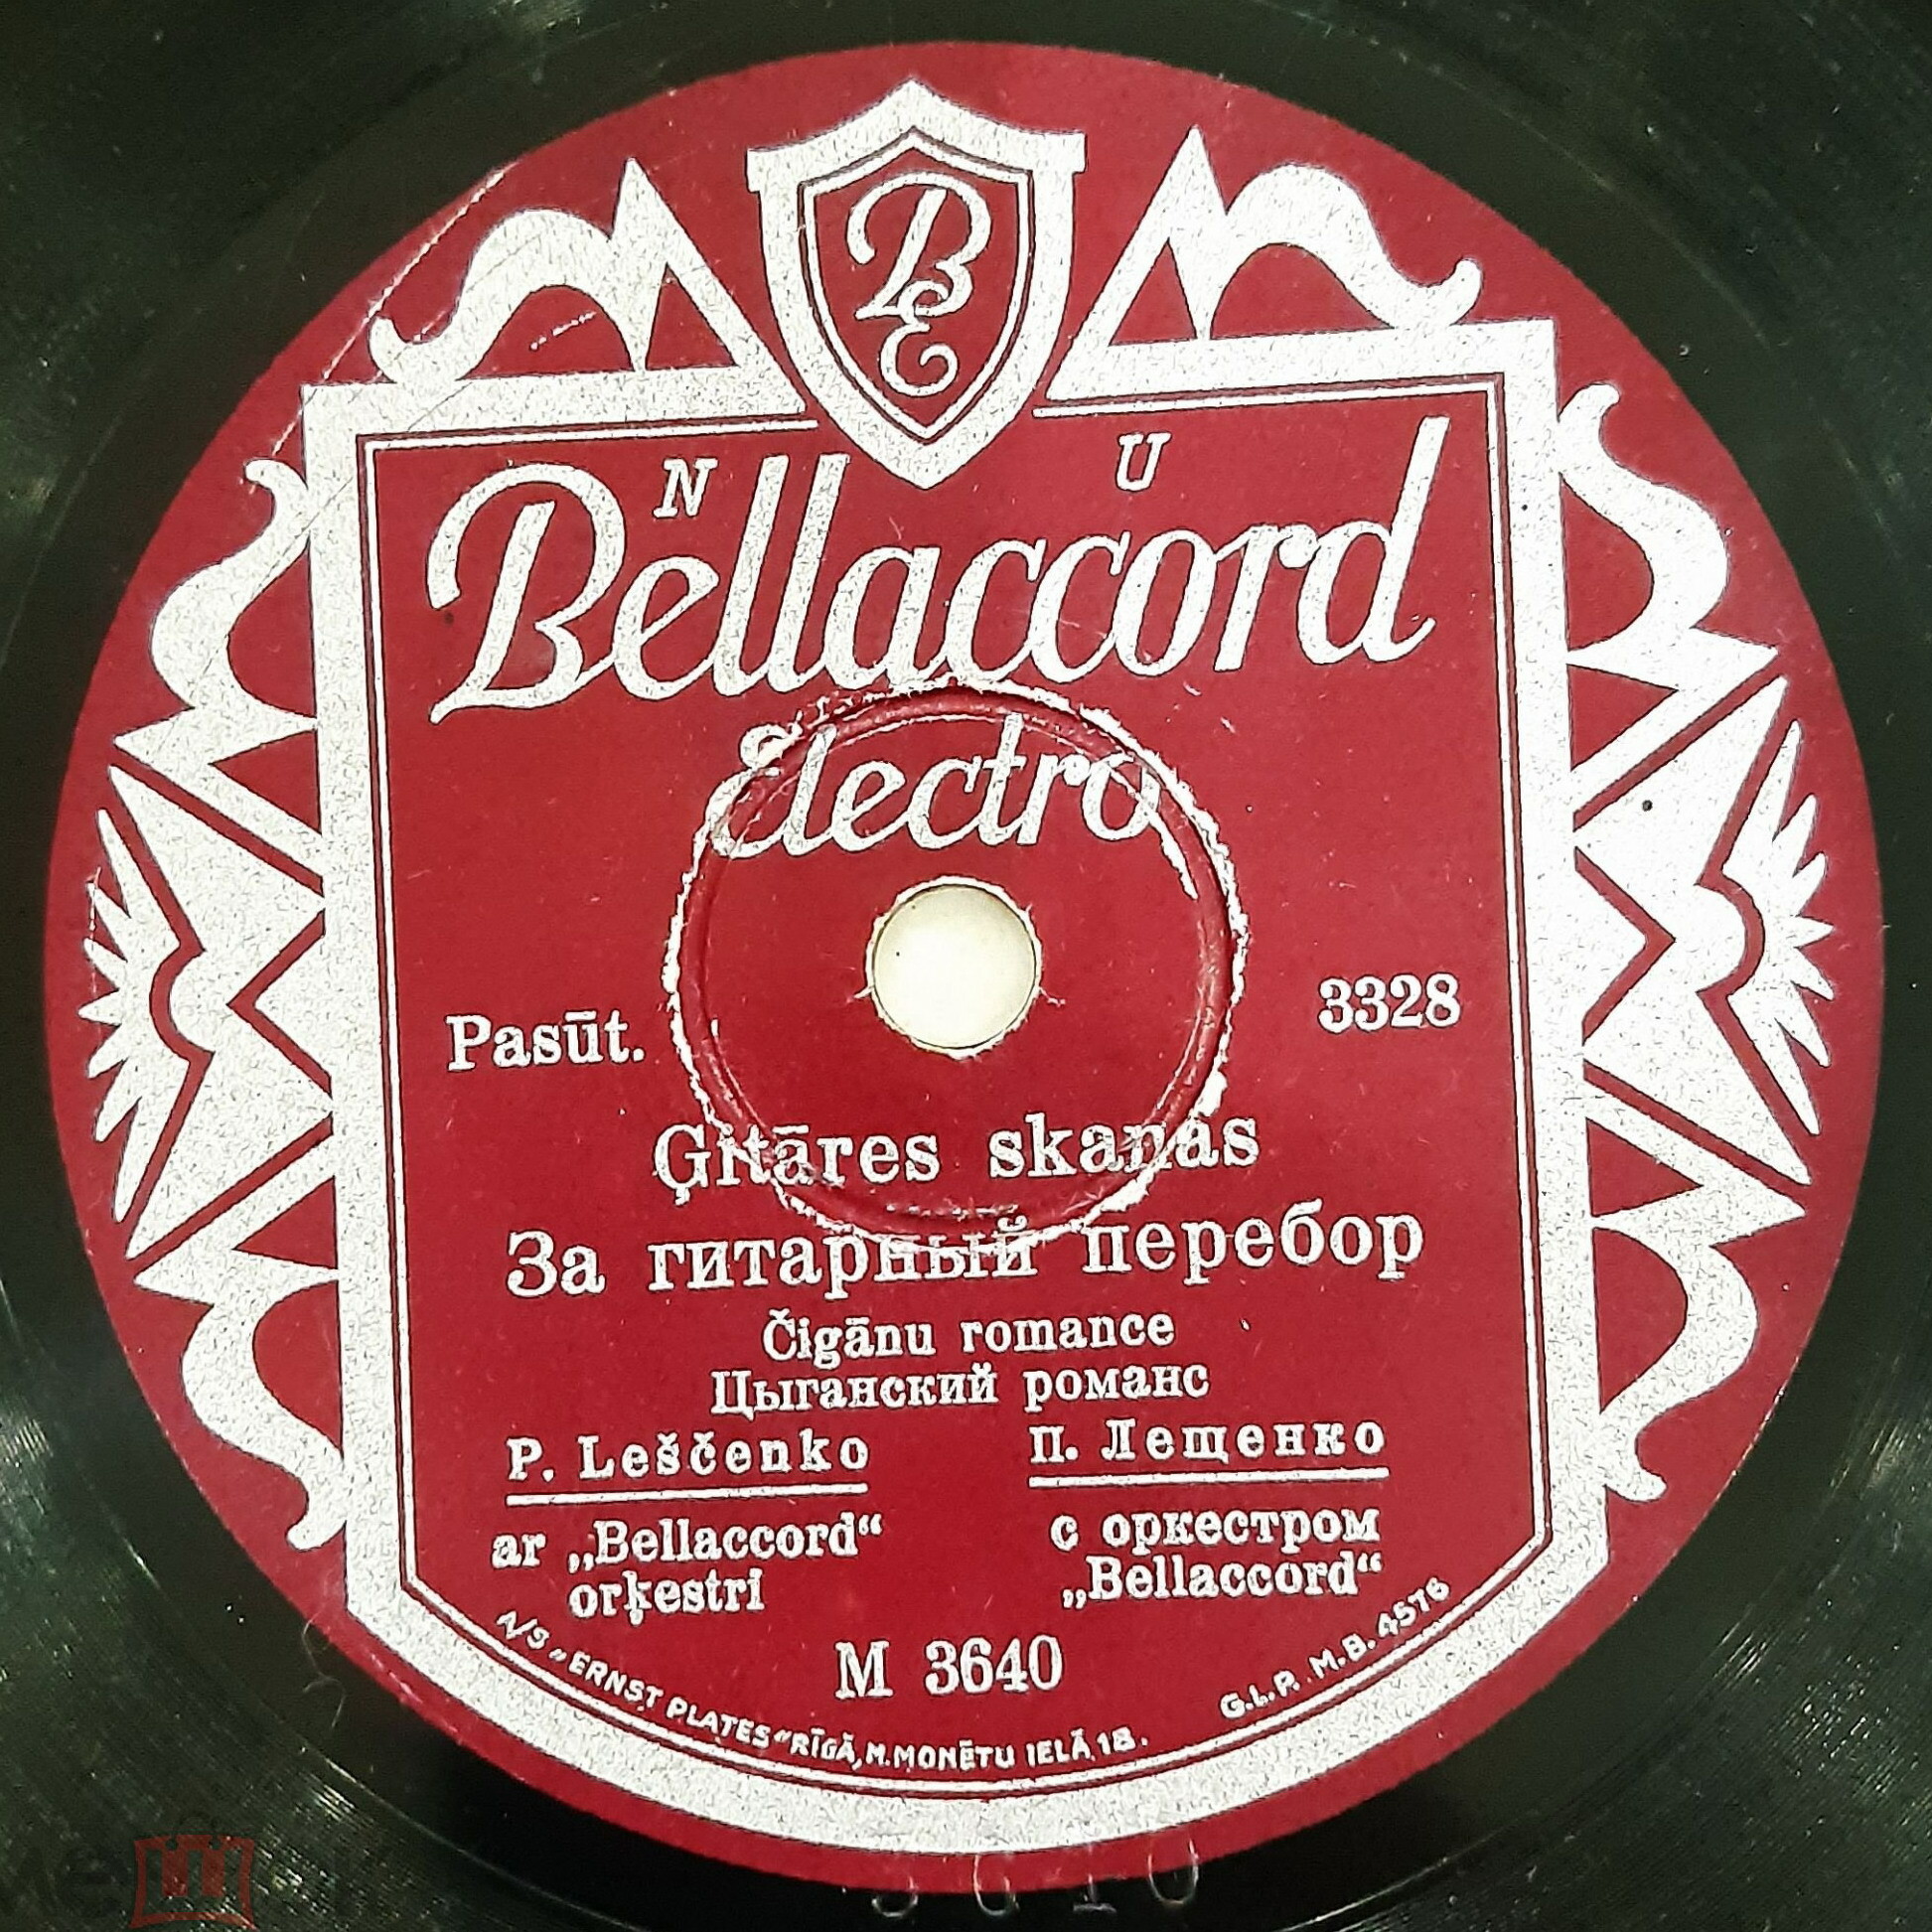 B
E
N U
Bellaccord
Electro
Pasūt. 3328
Ģitāres skaņas
За гитарный перебор
Čigānu romance
Цыганский романс
P. Leščenko П. Лещенко
ar „Bellaccord“ с оркестром
orķestri „Bellaccord“
M 3640
A/S „ERNST PLATES“ RĪGĀ, M. MONĒTU IELĀ, 18.
G.L.P. M.B. 4576